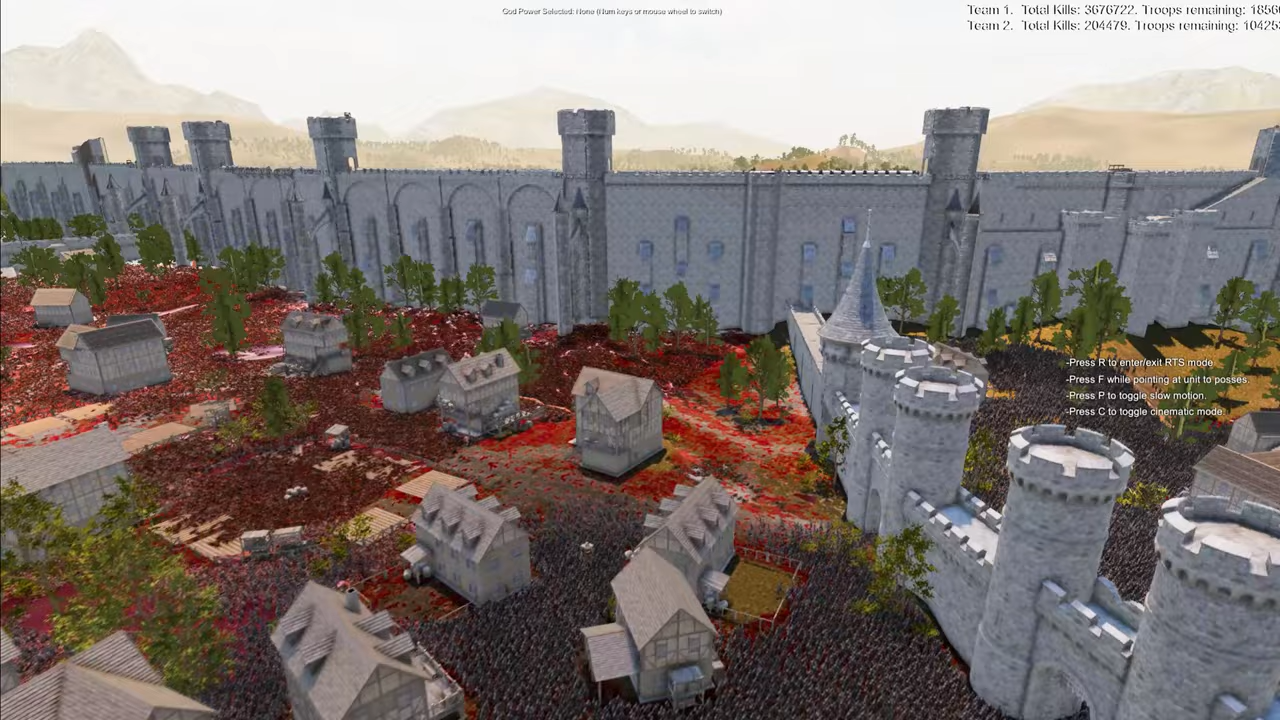 God Power Selected: None (Num keys or mouse wheel to switch)
Team 1. Total Kills: 3676722. Troops remaining: 1856
Team 2. Total Kills: 204479. Troops remaining: 10425
-Press R to enter/exit RTS mode
-Press F while pointing at unit to posses.
-Press P to toggle slow motion.
-Press C to toggle cinematic mode.